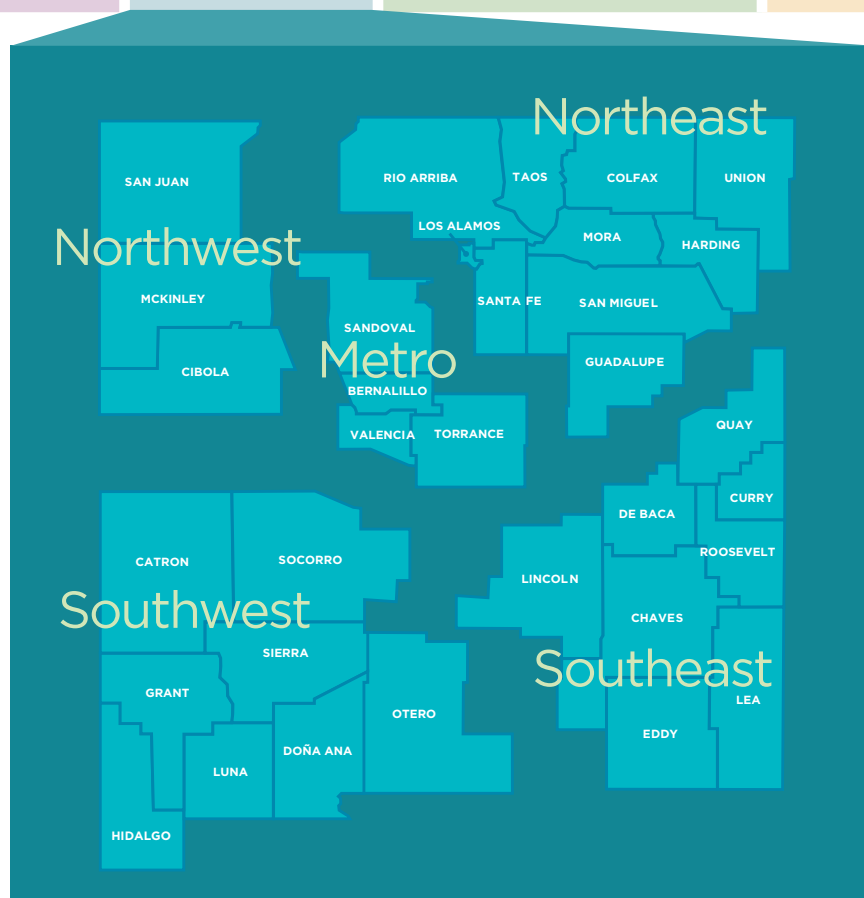 Northeast
SAN JUAN
RIO ARRIBA
TAOS
COLFAX
UNION
LOS ALAMOS
MORA
HARDING
Northwest
MCKINLEY
SANTA FE
SAN MIGUEL
SANDOVAL
Metro
CIBOLA
GUADALUPE
BERNALILLO
VALENCIA
TORRANCE
QUAY
CURRY
DE BACA
ROOSEVELT
CATRON
SOCORRO
LINCOLN
Southwest
CHAVES
SIERRA
Southeast
GRANT
LEA
OTERO
EDDY
DOÑA ANA
LUNA
HIDALGO